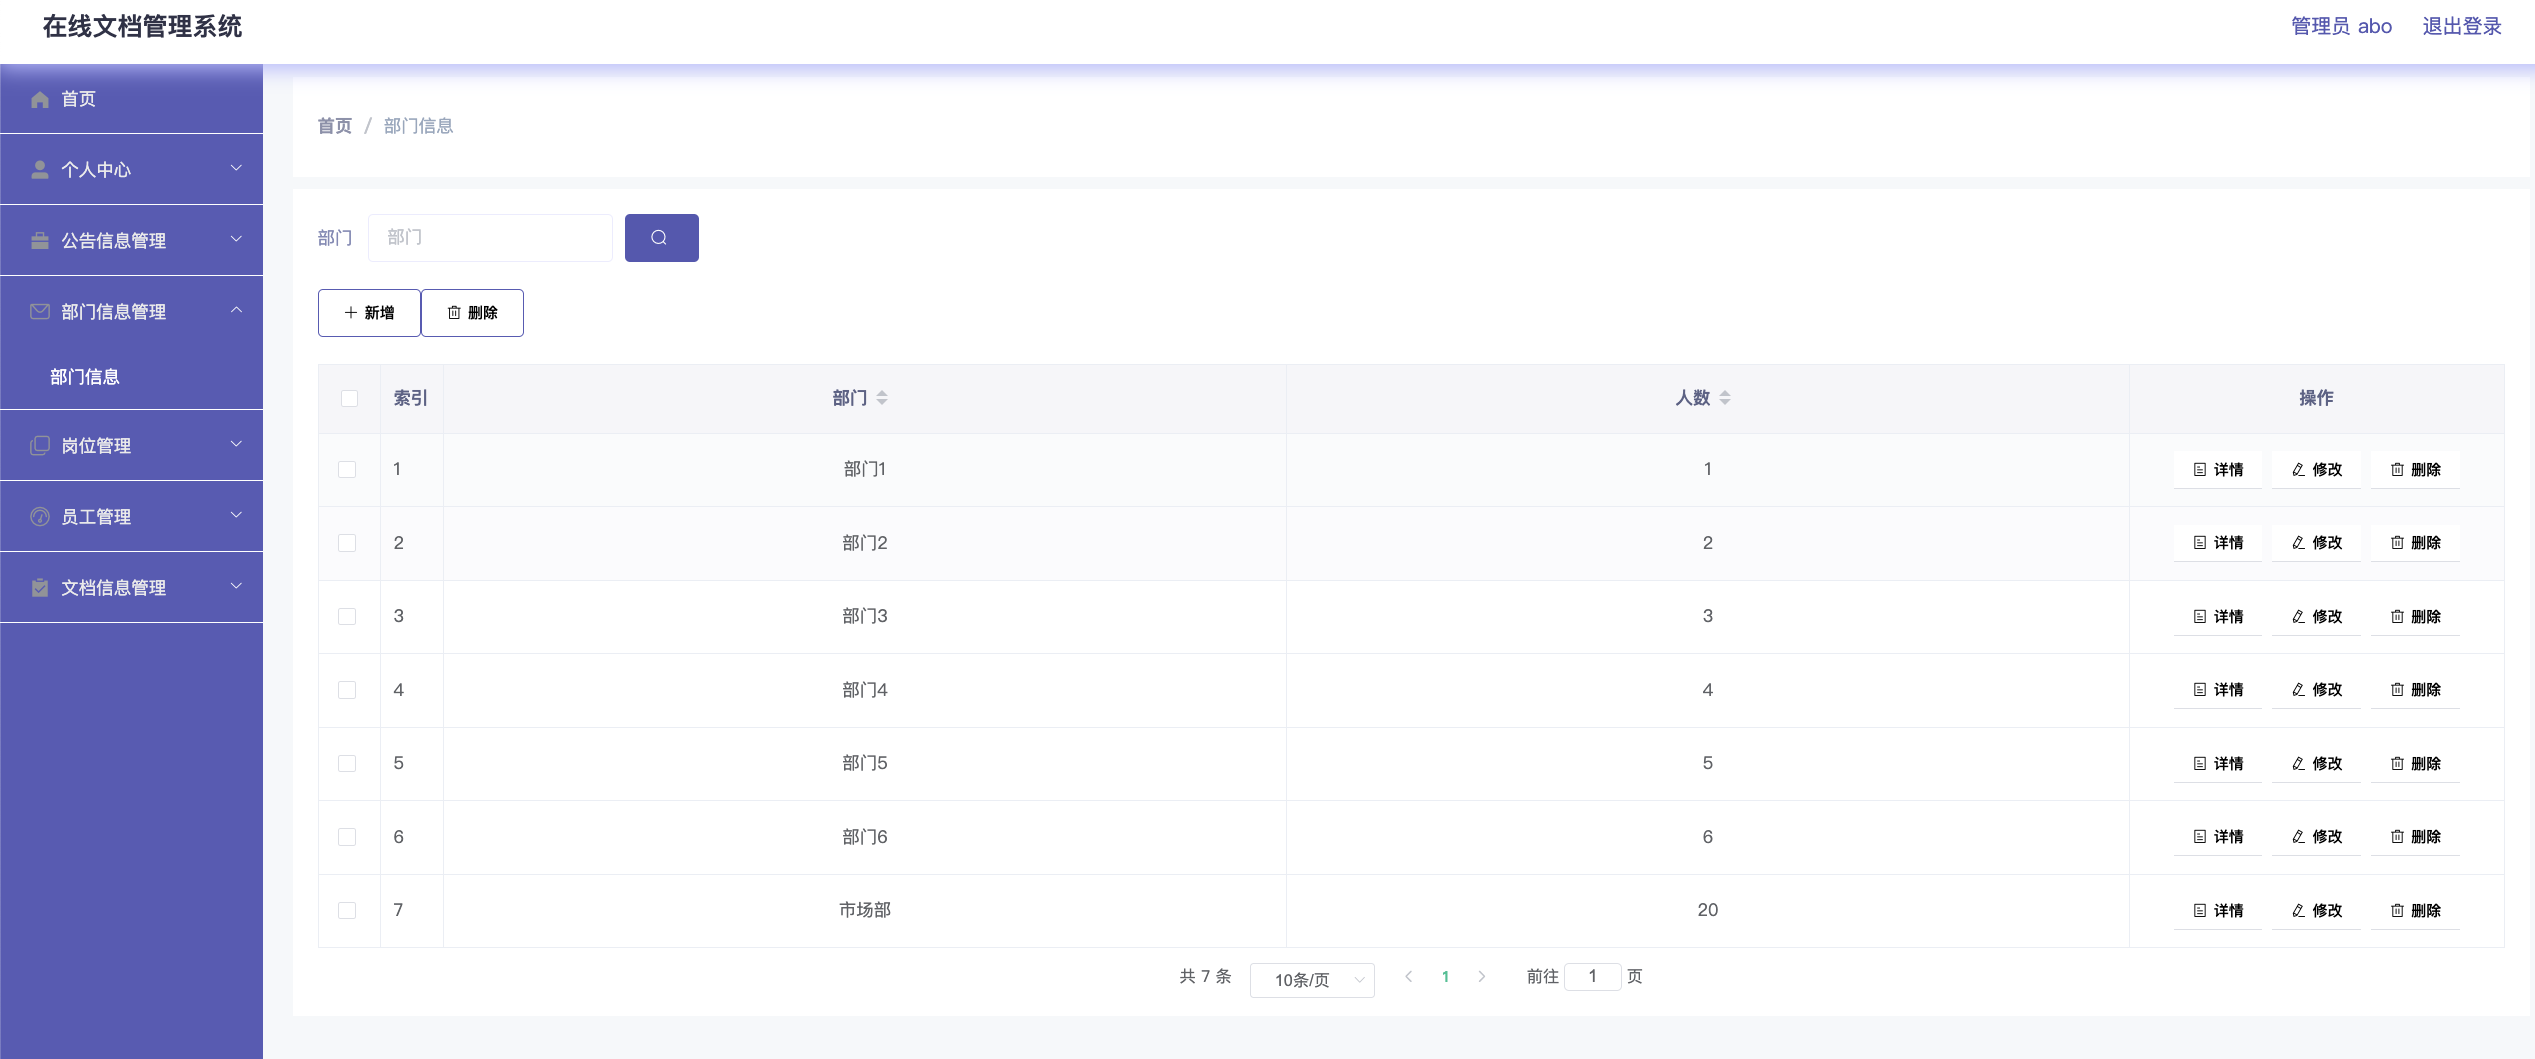 在线文档管理系统
管理员 abo 退出登录
首页
个人中心
公告信息管理
部门信息管理
部门信息
岗位管理
员工管理
文档信息管理
首页 / 部门信息
部门 部门
新增 删除
索引 部门 人数 操作
1 部门1 1 详情 修改 删除
2 部门2 2 详情 修改 删除
3 部门3 3 详情 修改 删除
4 部门4 4 详情 修改 删除
5 部门5 5 详情 修改 删除
6 部门6 6 详情 修改 删除
7 市场部 20 详情 修改 删除
共 7 条 10条/页 1 前往 1 页